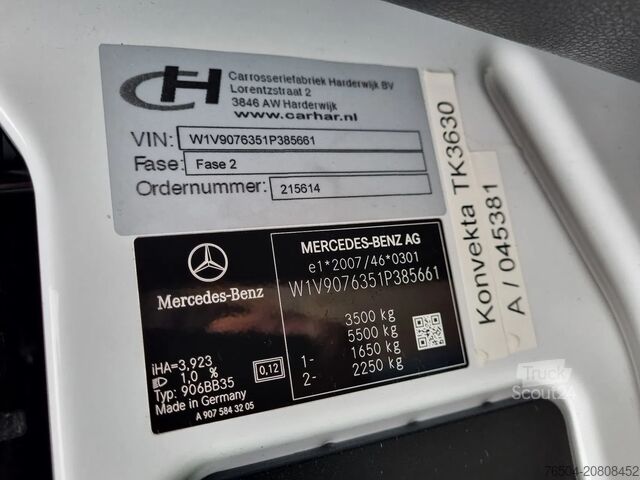 CH
Carrosseriefabriek Harderwijk BV
Lorentzstraat 2
3846 AW Harderwijk
www.carhar.nl
VIN: W1V9076351P385661
Fase: Fase 2
Ordernummer: 215614
Konvekta TK3630
A / 045381
Mercedes-Benz
MERCEDES-BENZ AG
e1*2007/46*0301
W1V9076351P385661
3500 kg
5500 kg
1- 1650 kg
2- 2250 kg
iHA=3,923
1,0 %
0,12
Typ: 906BB35
Made in Germany
A 907 584 32 05
Truck
Scout24
76504-20808452